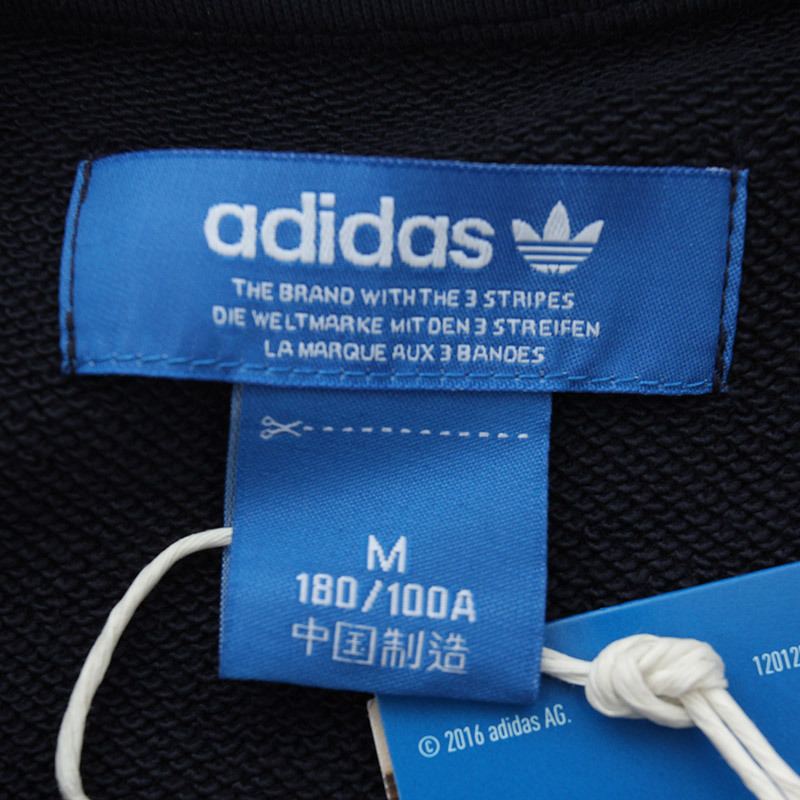 adidas
THE BRAND WITH THE 3 STRIPES
DIE WELTMARKE MIT DEN 3 STREIFEN
LA MARQUE AUX 3 BANDES
M
180/100A
中国制造
© 2016 adidas AG.